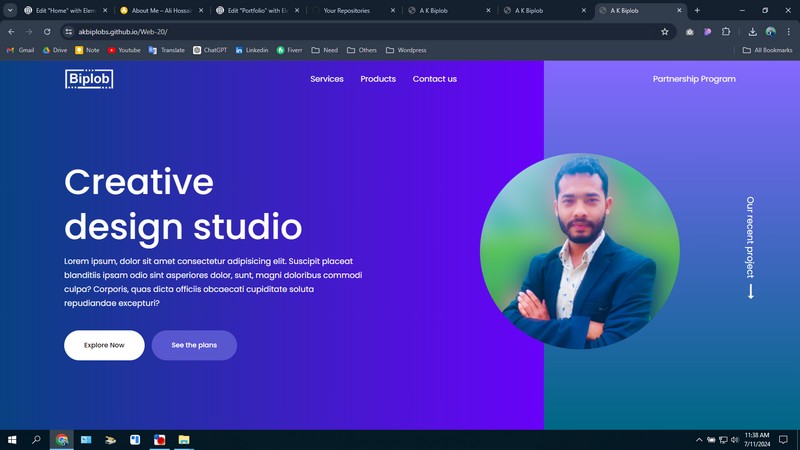 Edit "Home" with Elem
About Me – Ali Hossai
Edit "Portfolio" with El
Your Repositories
A K Biplob
A K Biplob
A K Biplob
akbiplobs.github.io/Web-20/
Gmail
Drive
Note
Youtube
Translate
ChatGPT
Linkedin
Fiverr
Need
Others
Wordpress
All Bookmarks
Biplob
Services
Products
Contact us
Partnership Program
Creative
design studio
Lorem ipsum, dolor sit amet consectetur adipisicing elit. Suscipit placeat
blanditiis ipsam odio sint asperiores dolor, sunt, magni doloribus commodi
culpa? Corporis, quas dicta officiis obcaecati cupiditate soluta
repudiandae excepturi?
Explore Now
See the plans
Our recent project
11:38 AM
7/11/2024